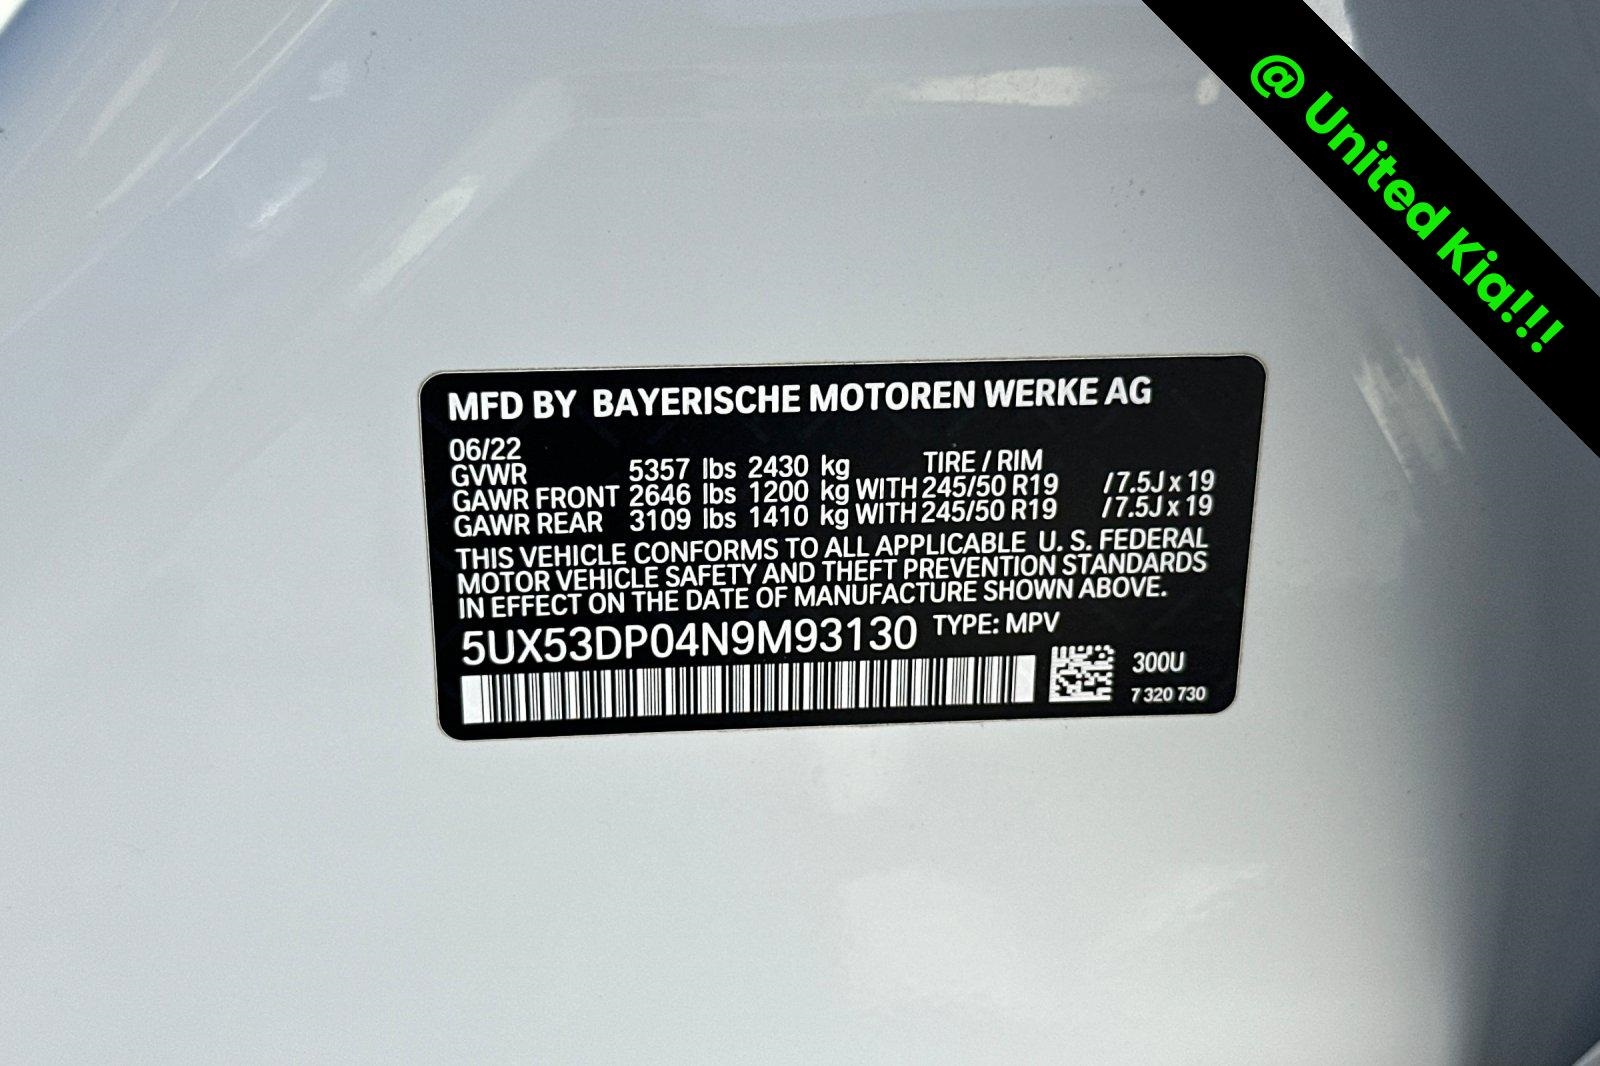 @ United Kia!!!
MFD BY BAYERISCHE MOTOREN WERKE AG
06/22
GVWR 5357 lbs 2430 kg TIRE / RIM
GAWR FRONT 2646 lbs 1200 kg WITH 245/50 R19 / 7.5J x 19
GAWR REAR 3109 lbs 1410 kg WITH 245/50 R19 / 7.5J x 19
THIS VEHICLE CONFORMS TO ALL APPLICABLE U. S. FEDERAL
MOTOR VEHICLE SAFETY AND THEFT PREVENTION STANDARDS
IN EFFECT ON THE DATE OF MANUFACTURE SHOWN ABOVE.
5UX53DP04N9M93130 TYPE: MPV
300U
7 320 730